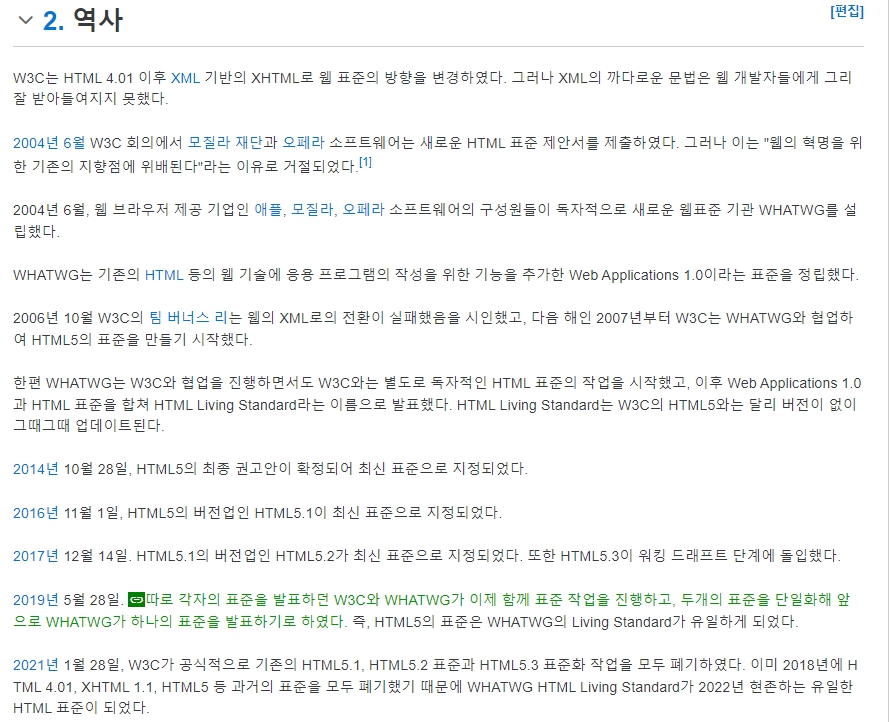 2. 역사
[편집]
W3C는 HTML 4.01 이후 XML 기반의 XHTML로 웹 표준의 방향을 변경하였다. 그러나 XML의 까다로운 문법은 웹 개발자들에게 그리
잘 받아들여지지 못했다.
2004년 6월 W3C 회의에서 모질라 재단과 오페라 소프트웨어는 새로운 HTML 표준 제안서를 제출하였다. 그러나 이는 "웹의 혁명을 위
한 기존의 지향점에 위배된다"라는 이유로 거절되었다.[1]
2004년 6월, 웹 브라우저 제공 기업인 애플, 모질라, 오페라 소프트웨어의 구성원들이 독자적으로 새로운 웹표준 기관 WHATWG를 설
립했다.
WHATWG는 기존의 HTML 등의 웹 기술에 응용 프로그램의 작성을 위한 기능을 추가한 Web Applications 1.0이라는 표준을 정립했다.
2006년 10월 W3C의 팀 버너스 리는 웹의 XML로의 전환이 실패했음을 시인했고, 다음 해인 2007년부터 W3C는 WHATWG와 협업하
여 HTML5의 표준을 만들기 시작했다.
한편 WHATWG는 W3C와 협업을 진행하면서도 W3C와는 별도로 독자적인 HTML 표준의 작업을 시작했고, 이후 Web Applications 1.0
과 HTML 표준을 합쳐 HTML Living Standard라는 이름으로 발표했다. HTML Living Standard는 W3C의 HTML5와는 달리 버전이 없이
그때그때 업데이트된다.
2014년 10월 28일, HTML5의 최종 권고안이 확정되어 최신 표준으로 지정되었다.
2016년 11월 1일, HTML5의 버전업인 HTML5.1이 최신 표준으로 지정되었다.
2017년 12월 14일. HTML5.1의 버전업인 HTML5.2가 최신 표준으로 지정되었다. 또한 HTML5.3이 워킹 드래프트 단계에 돌입했다.
2019년 5월 28일. 따로 각자의 표준을 발표하던 W3C와 WHATWG가 이제 함께 표준 작업을 진행하고, 두개의 표준을 단일화해 앞
으로 WHATWG가 하나의 표준을 발표하기로 하였다. 즉, HTML5의 표준은 WHATWG의 Living Standard가 유일하게 되었다.
2021년 1월 28일, W3C가 공식적으로 기존의 HTML5.1, HTML5.2 표준과 HTML5.3 표준화 작업을 모두 폐기하였다. 이미 2018년에 H
TML 4.01, XHTML 1.1, HTML5 등 과거의 표준을 모두 폐기했기 때문에 WHATWG HTML Living Standard가 2022년 현존하는 유일한
HTML 표준이 되었다.